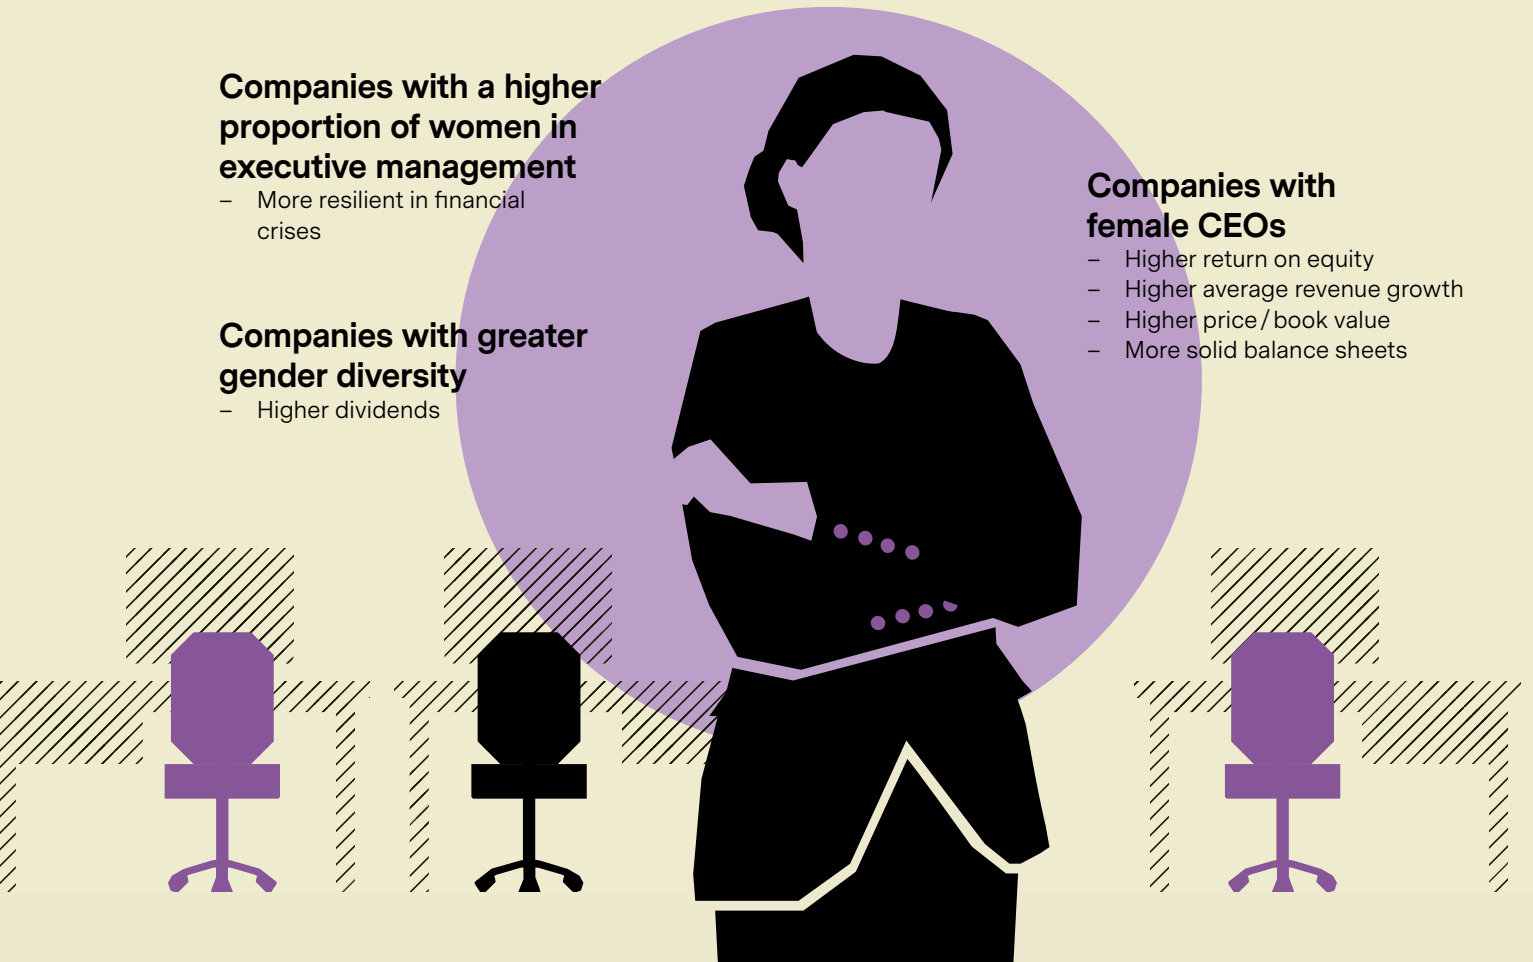 Companies with a higher
proportion of women in
executive management
– More resilient in financial
crises
Companies with greater
gender diversity
– Higher dividends
Companies with
female CEOs
– Higher return on equity
– Higher average revenue growth
– Higher price / book value
– More solid balance sheets